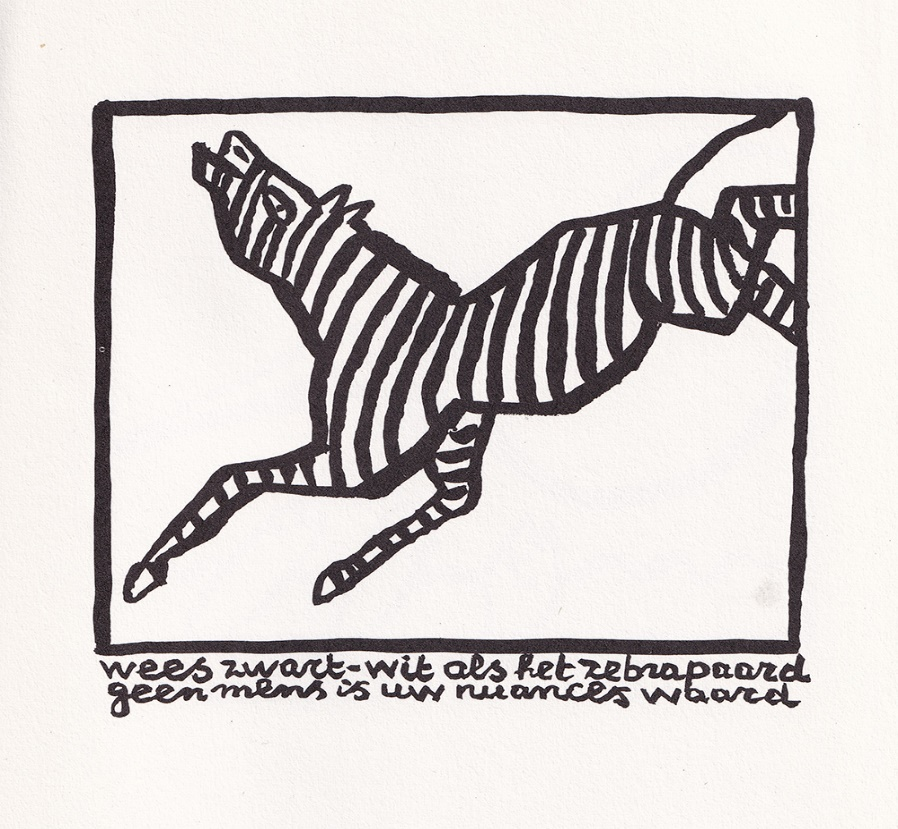 wees zwart-wit als het zebrapaard
geen mens is uw nuances waard